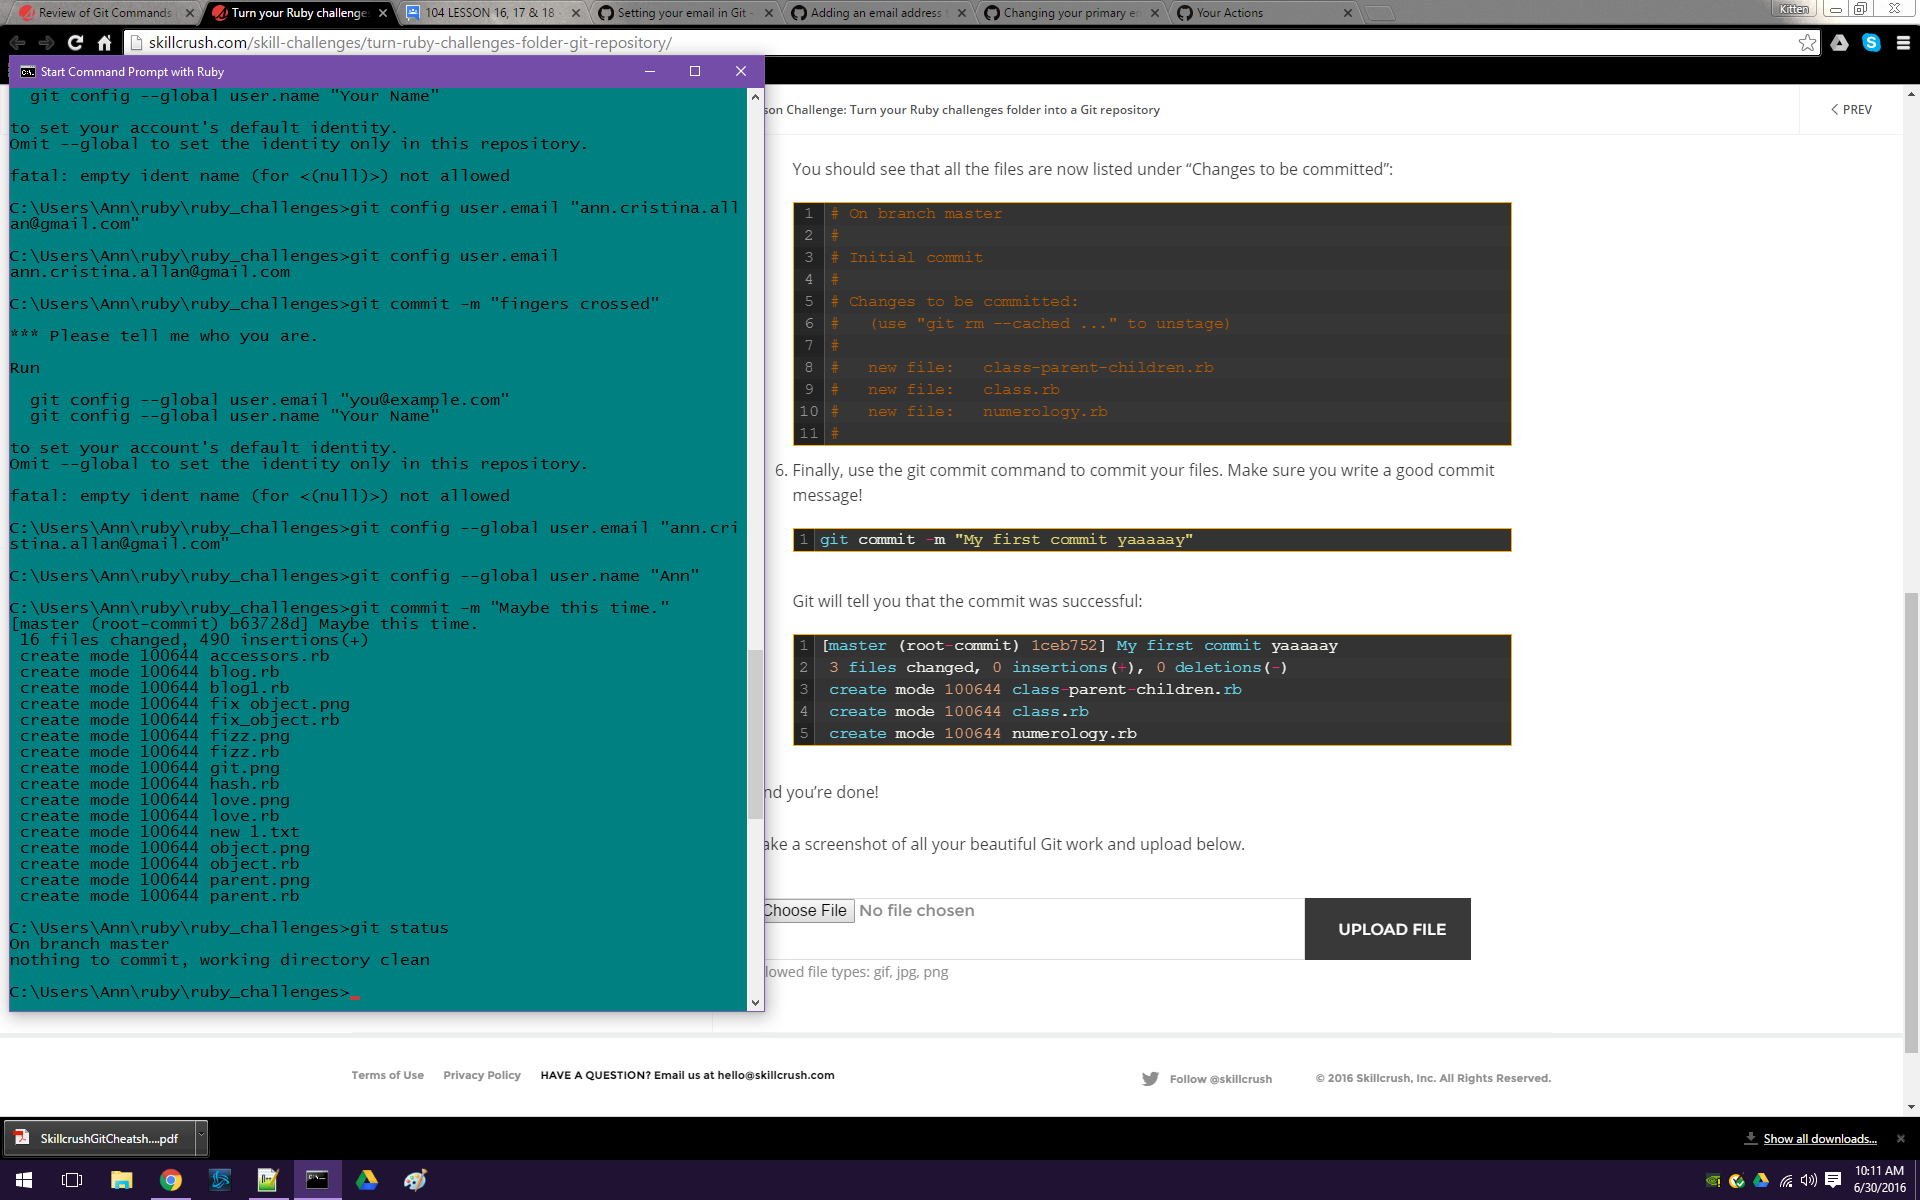 Review of Git Commands
Turn your Ruby challenge
104 LESSON 16, 17 & 18 -
Setting your email in Git -
Adding an email address
Changing your primary e
Your Actions
Kitten
skillcrush.com/skill-challenges/turn-ruby-challenges-folder-git-repository/
Start Command Prompt with Ruby
git config --global user.name "Your Name"
to set your account's default identity.
Omit --global to set the identity only in this repository.
fatal: empty ident name (for <(null)>) not allowed
C:\Users\Ann\ruby\ruby_challenges>git config user.email "ann.cristina.all
an@gmail.com"
C:\Users\Ann\ruby\ruby_challenges>git config user.email
ann.cristina.allan@gmail.com
C:\Users\Ann\ruby\ruby_challenges>git commit -m "fingers crossed"
*** Please tell me who you are.
Run
git config --global user.email "you@example.com"
git config --global user.name "Your Name"
to set your account's default identity.
Omit --global to set the identity only in this repository.
fatal: empty ident name (for <(null)>) not allowed
C:\Users\Ann\ruby\ruby_challenges>git config --global user.email "ann.cri
stina.allan@gmail.com"
C:\Users\Ann\ruby\ruby_challenges>git config --global user.name "Ann"
C:\Users\Ann\ruby\ruby_challenges>git commit -m "Maybe this time."
[master (root-commit) b63728d] Maybe this time.
16 files changed, 490 insertions(+)
create mode 100644 accessors.rb
create mode 100644 blog.rb
create mode 100644 blog1.rb
create mode 100644 fix object.png
create mode 100644 fix_object.rb
create mode 100644 fizz.png
create mode 100644 fizz.rb
create mode 100644 git.png
create mode 100644 hash.rb
create mode 100644 love.png
create mode 100644 love.rb
create mode 100644 new 1.txt
create mode 100644 object.png
create mode 100644 object.rb
create mode 100644 parent.png
create mode 100644 parent.rb
C:\Users\Ann\ruby\ruby_challenges>git status
On branch master
nothing to commit, working directory clean
C:\Users\Ann\ruby\ruby_challenges>
son Challenge: Turn your Ruby challenges folder into a Git repository
< PREV
You should see that all the files are now listed under “Changes to be committed”:
1 # On branch master
2 #
3 # Initial commit
4 #
5 # Changes to be committed:
6 # (use "git rm --cached ..." to unstage)
7 #
8 # new file: class-parent-children.rb
9 # new file: class.rb
10 # new file: numerology.rb
11 #
6. Finally, use the git commit command to commit your files. Make sure you write a good commit
message!
1 git commit -m "My first commit yaaaaay"
Git will tell you that the commit was successful:
1 [master (root-commit) 1ceb752] My first commit yaaaaay
2 3 files changed, 0 insertions(+), 0 deletions(-)
3 create mode 100644 class-parent-children.rb
4 create mode 100644 class.rb
5 create mode 100644 numerology.rb
nd you’re done!
ake a screenshot of all your beautiful Git work and upload below.
Choose File No file chosen
UPLOAD FILE
lowed file types: gif, jpg, png
Terms of Use
Privacy Policy
HAVE A QUESTION? Email us at hello@skillcrush.com
Follow @skillcrush
© 2016 Skillcrush, Inc. All Rights Reserved.
SkillcrushGitCheatsh....pdf
Show all downloads...
10:11 AM
6/30/2016